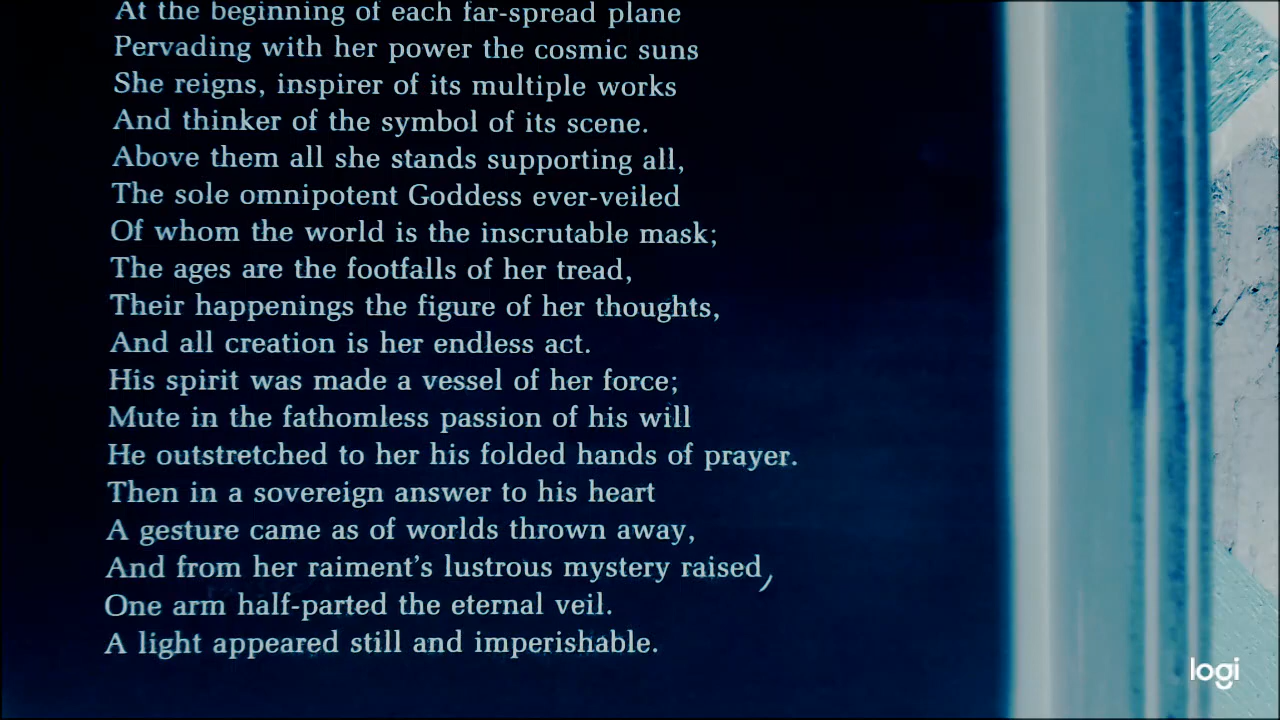 At the beginning of each far-spread plane
Pervading with her power the cosmic suns
She reigns, inspirer of its multiple works
And thinker of the symbol of its scene.
Above them all she stands supporting all,
The sole omnipotent Goddess ever-veiled
Of whom the world is the inscrutable mask;
The ages are the footfalls of her tread,
Their happenings the figure of her thoughts,
And all creation is her endless act.
His spirit was made a vessel of her force;
Mute in the fathomless passion of his will
He outstretched to her his folded hands of prayer.
Then in a sovereign answer to his heart
A gesture came as of worlds thrown away,
And from her raiment's lustrous mystery raised,
One arm half-parted the eternal veil.
A light appeared still and imperishable.
logi